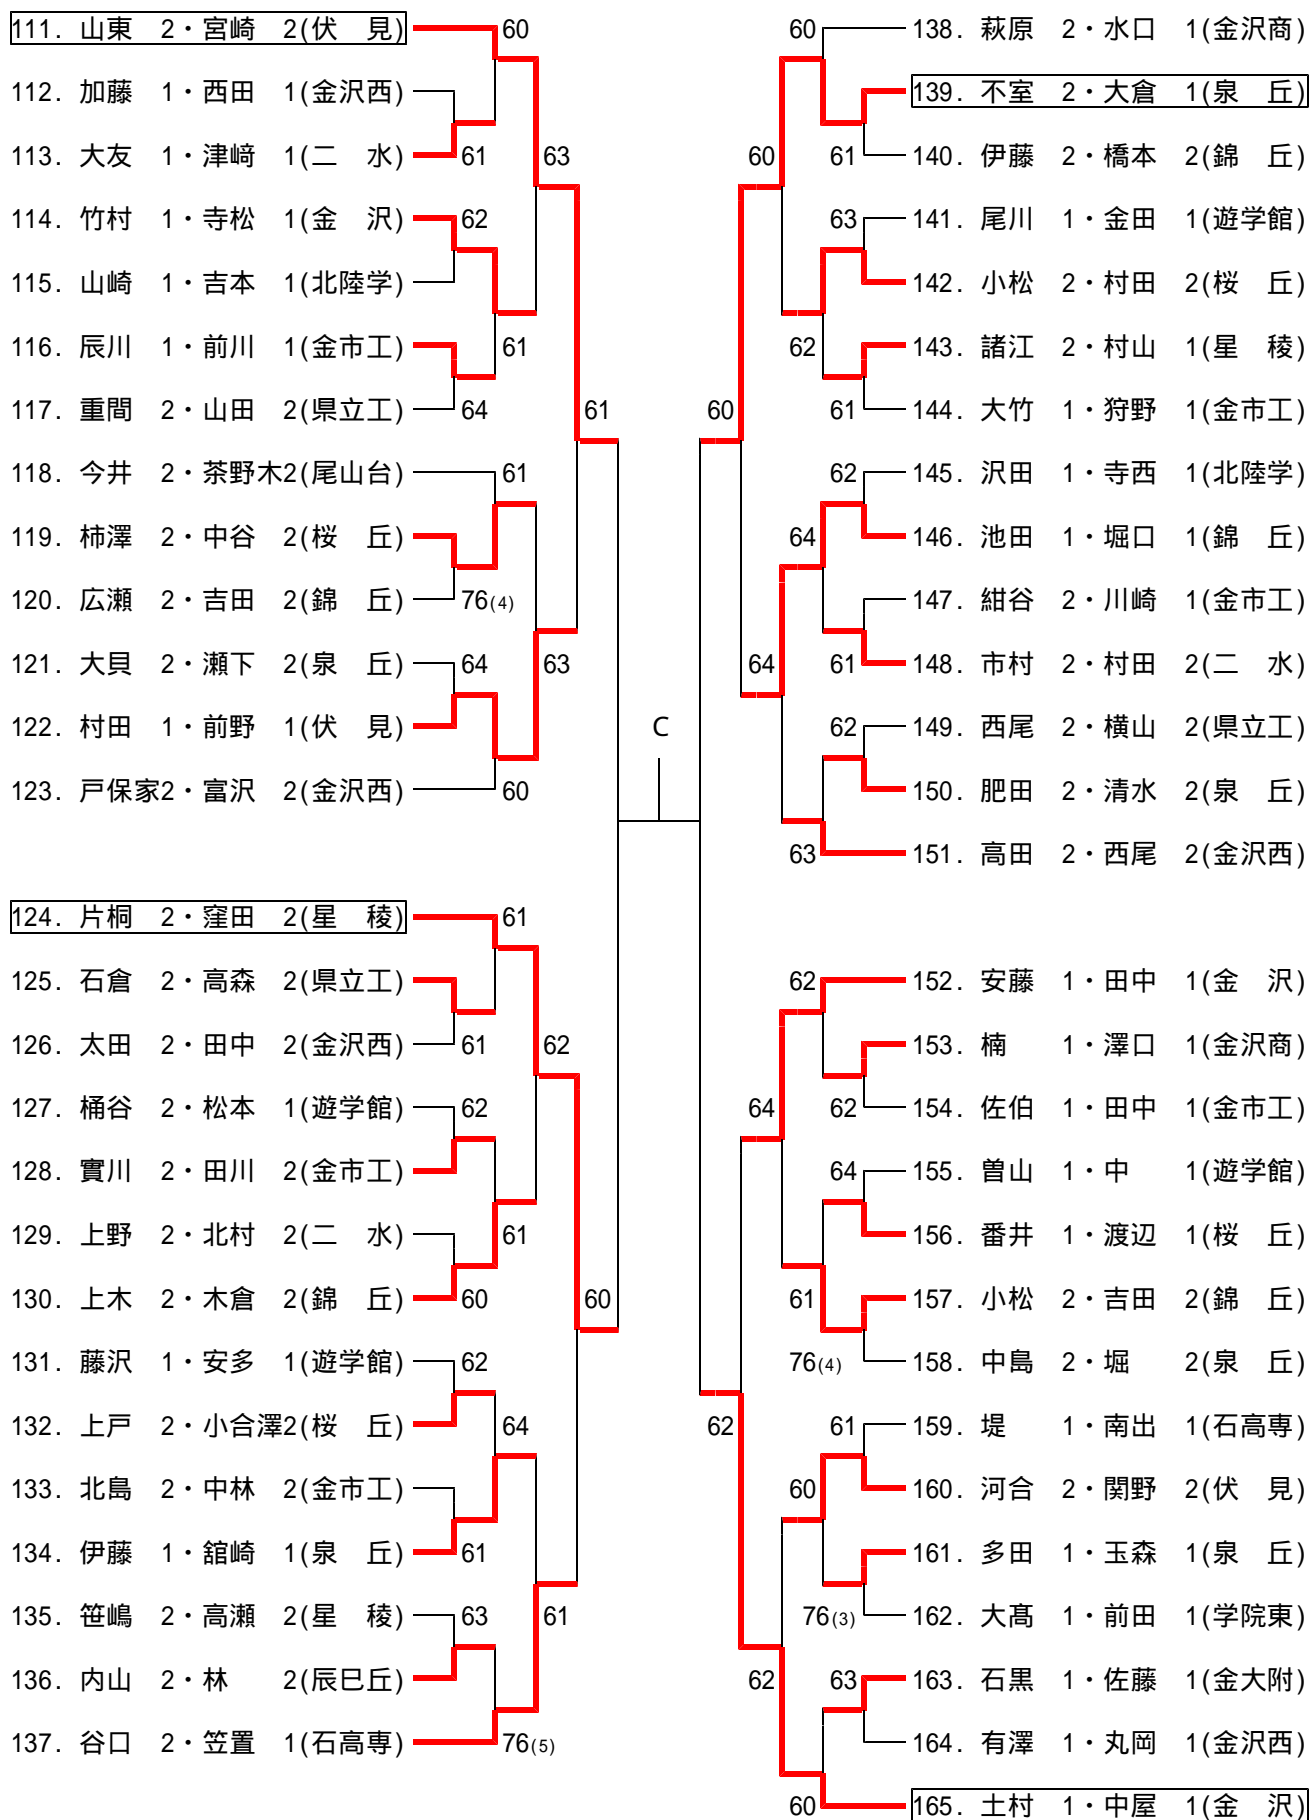 111. 山東　2・宮崎　2(伏　見)
60
112. 加藤　1・西田　1(金沢西)
113. 大友　1・津﨑　1(二　水)
61
63
114. 竹村　1・寺松　1(金　沢)
62
115. 山崎　1・吉本　1(北陸学)
116. 辰川　1・前川　1(金市工)
61
117. 重間　2・山田　2(県立工)
64
61
118. 今井　2・茶野木2(尾山台)
61
119. 柿澤　2・中谷　2(桜　丘)
120. 広瀬　2・吉田　2(錦　丘)
76(4)
121. 大貝　2・瀬下　2(泉　丘)
64
63
122. 村田　1・前野　1(伏　見)
123. 戸保家2・富沢　2(金沢西)
60
124. 片桐　2・窪田　2(星　稜)
61
125. 石倉　2・高森　2(県立工)
126. 太田　2・田中　2(金沢西)
61
62
127. 桶谷　2・松本　1(遊学館)
62
128. 實川　2・田川　2(金市工)
129. 上野　2・北村　2(二　水)
61
130. 上木　2・木倉　2(錦　丘)
60
60
131. 藤沢　1・安多　1(遊学館)
62
132. 上戸　2・小合澤2(桜　丘)
64
133. 北島　2・中林　2(金市工)
134. 伊藤　1・舘崎　1(泉　丘)
61
135. 笹嶋　2・高瀬　2(星　稜)
63
61
136. 内山　2・林　　2(辰巳丘)
137. 谷口　2・笠置　1(石高専)
76(5)
C
60
138. 萩原　2・水口　1(金沢商)
139. 不室　2・大倉　1(泉　丘)
60
61
140. 伊藤　2・橋本　2(錦　丘)
63
141. 尾川　1・金田　1(遊学館)
142. 小松　2・村田　2(桜　丘)
62
143. 諸江　2・村山　1(星　稜)
60
61
144. 大竹　1・狩野　1(金市工)
62
145. 沢田　1・寺西　1(北陸学)
64
146. 池田　1・堀口　1(錦　丘)
147. 紺谷　2・川崎　1(金市工)
64
61
148. 市村　2・村田　2(二　水)
62
149. 西尾　2・横山　2(県立工)
150. 肥田　2・清水　2(泉　丘)
63
151. 高田　2・西尾　2(金沢西)
62
152. 安藤　1・田中　1(金　沢)
153. 楠　　1・澤口　1(金沢商)
64
62
154. 佐伯　1・田中　1(金市工)
64
155. 曽山　1・中　　1(遊学館)
156. 番井　1・渡辺　1(桜　丘)
61
157. 小松　2・吉田　2(錦　丘)
76(4)
158. 中島　2・堀　　2(泉　丘)
62
61
159. 堤　　1・南出　1(石高専)
60
160. 河合　2・関野　2(伏　見)
161. 多田　1・玉森　1(泉　丘)
76(3)
162. 大髙　1・前田　1(学院東)
62
63
163. 石黒　1・佐藤　1(金大附)
164. 有澤　1・丸岡　1(金沢西)
60
165. 土村　1・中屋　1(金　沢)